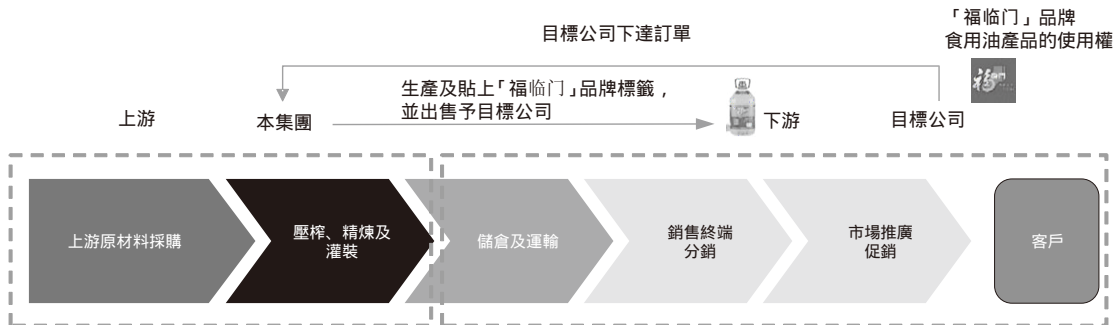 「福临门」品牌
食用油產品的使用權
目標公司下達訂單
生產及貼上「福临门」品牌標籤，
並出售予目標公司
上游
本集團
下游
目標公司
上游原材料採購
壓榨、精煉及
灌裝
儲倉及運輸
銷售終端
分銷
市場推廣
促銷
客戶